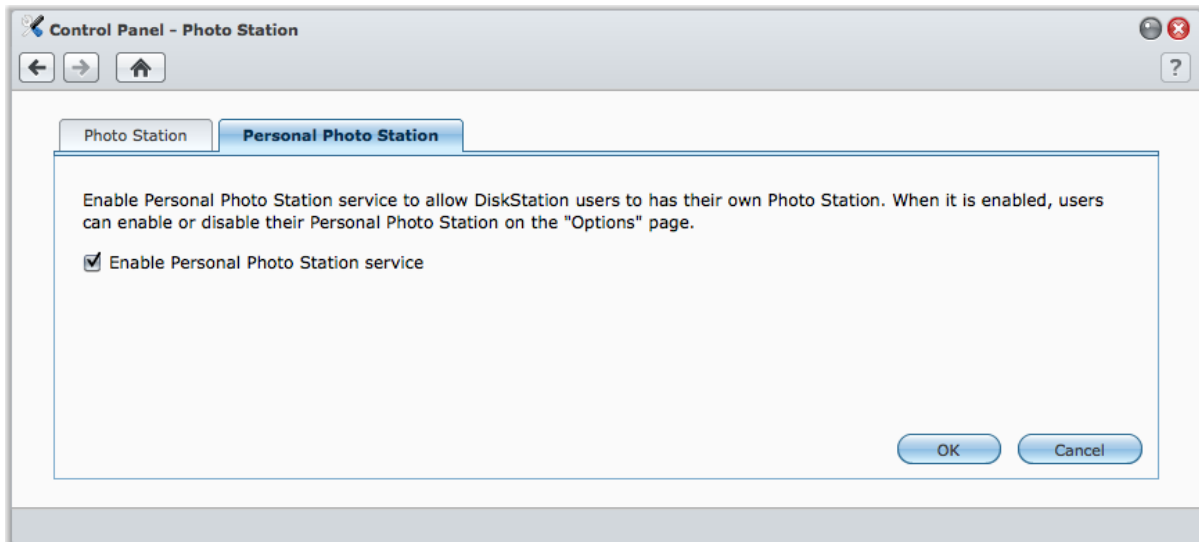 Control Panel - Photo Station
?
Photo Station
Personal Photo Station
Enable Personal Photo Station service to allow DiskStation users to has their own Photo Station. When it is enabled, users
can enable or disable their Personal Photo Station on the "Options" page.
Enable Personal Photo Station service
OK
Cancel